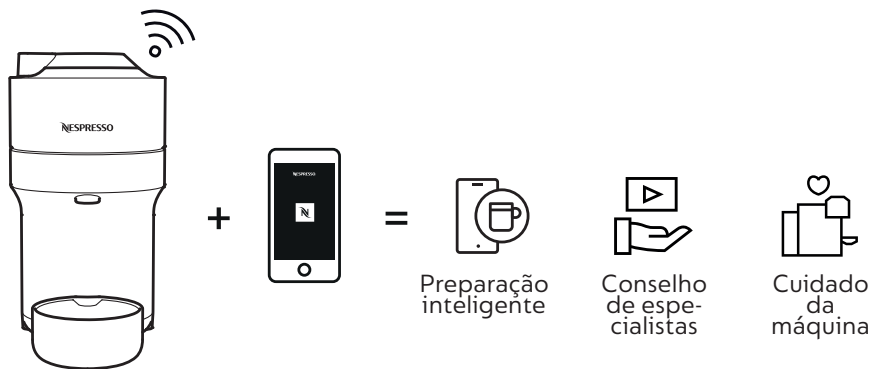 NESPRESSO
NESPRESSO
N
+
=
Preparação
inteligente
Conselho
de espe-
cialistas
Cuidado
da
máquina